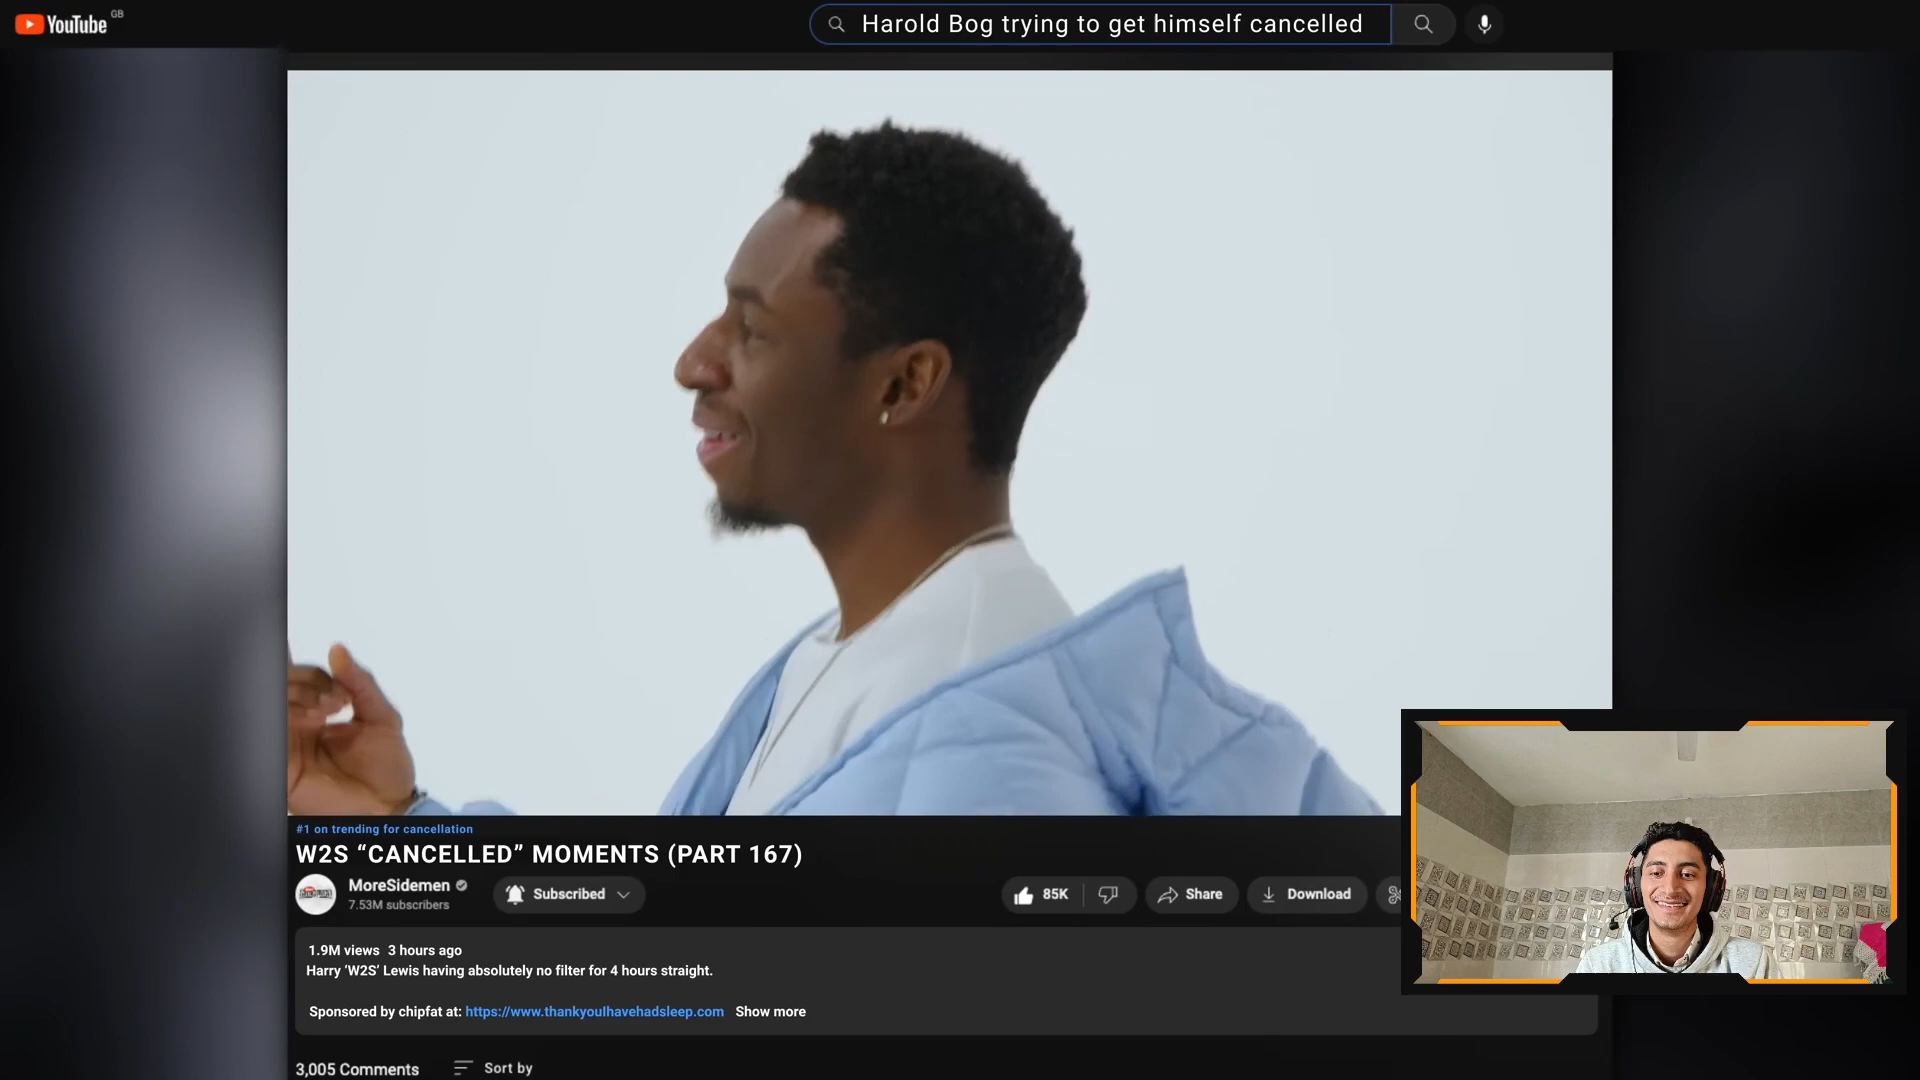 YouTube GB
Harold Bog trying to get himself cancelled
#1 on trending for cancellation
W2S “CANCELLED” MOMENTS (PART 167)
MoreSidemen
7.53M subscribers
Subscribed
85K
Share
Download
1.9M views 3 hours ago
Harry ‘W2S’ Lewis having absolutely no filter for 4 hours straight.
Sponsored by chipfat at: https://www.thankyoulhavehadsleep.com Show more
3,005 Comments
Sort by